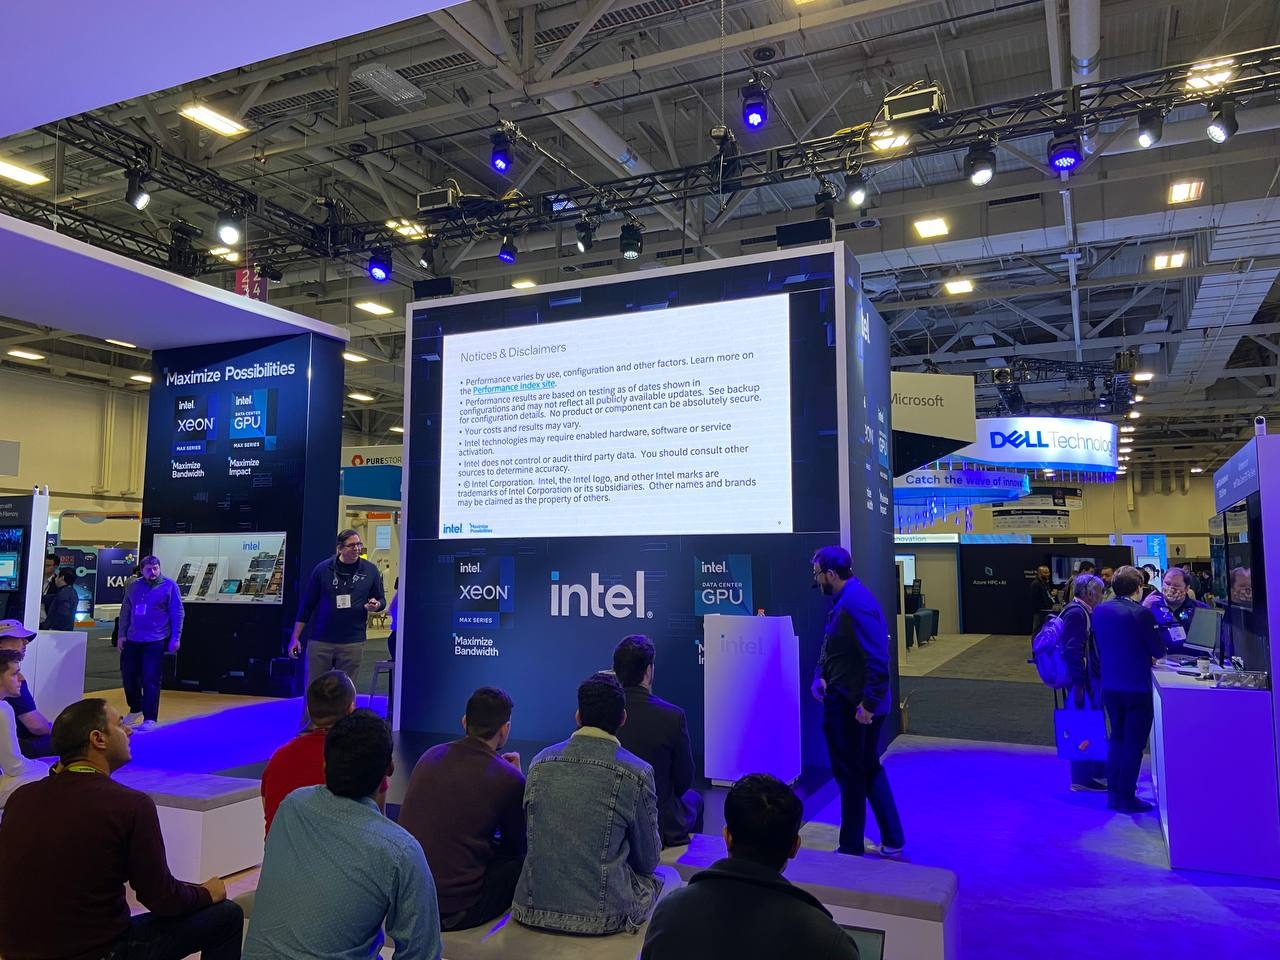 23
24
Maximize Possibilities
intel.
XEON
MAX SERIES
Maximize
Bandwidth
intel.
DATA CENTER
GPU
MAX SERIES
Maximize
Impact
intel
PURESTOR
Notices & Disclaimers
• Performance varies by use, configuration and other factors. Learn more on
the Performance Index site.
• Performance results are based on testing as of dates shown in
configurations and may not reflect all publicly available updates. See backup
for configuration details. No product or component can be absolutely secure.
• Your costs and results may vary.
• Intel technologies may require enabled hardware, software or service
activation.
• Intel does not control or audit third party data. You should consult other
sources to determine accuracy.
• © Intel Corporation. Intel, the Intel logo, and other Intel marks are
trademarks of Intel Corporation or its subsidiaries. Other names and brands
may be claimed as the property of others.
intel.
Maximize
Possibilities
9
intel.
XEON
MAX SERIES
Maximize
Bandwidth
intel®
intel.
DATA CENTER
GPU
intel
Microsoft
DELL Technolog
Catch the wave of innov
Azure HPC + AI